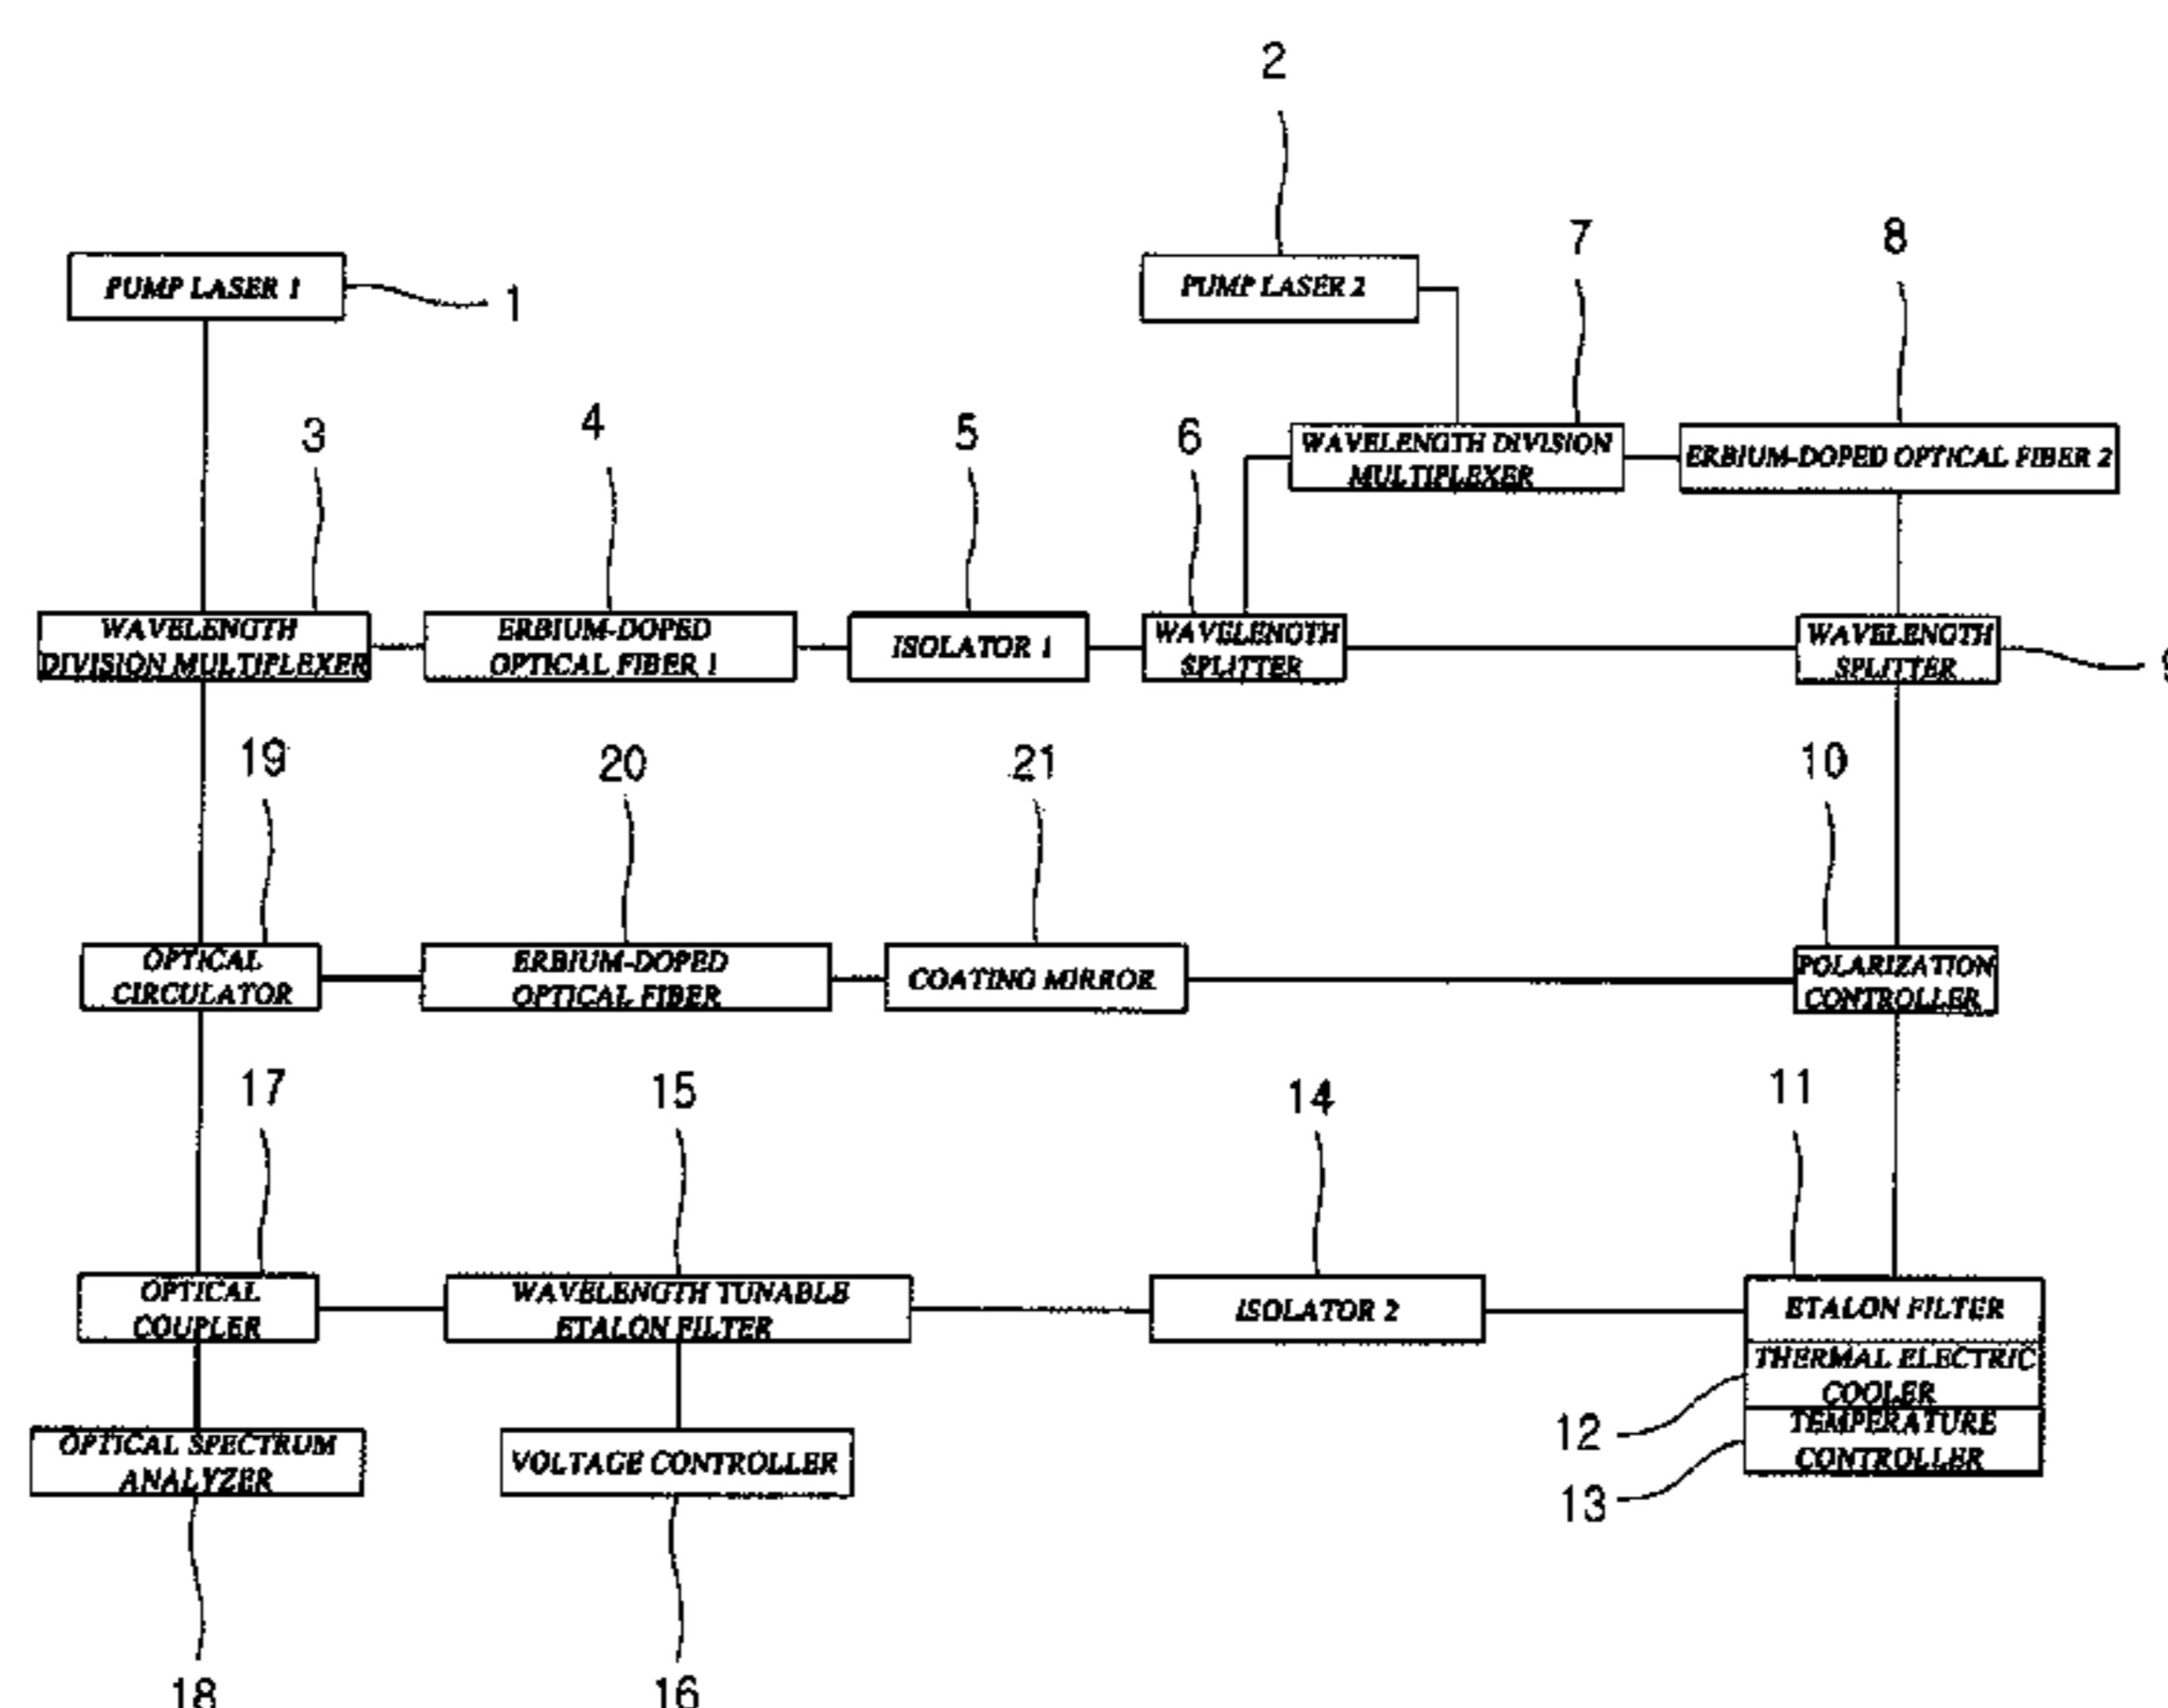 2
PUMP LASER 1
1
PUMP LASER 2
7
8
3
4
5
6
WAVELENGTH DIVISION
MULTIPLEXER
ERBIUM-DOPED OPTICAL FIBER 2
WAVELENGTH
DIVISION MULTIPLEXER
ERBIUM-DOPED
OPTICAL FIBER 1
ISOLATOR 1
WAVELENGTH
SPLITTER
WAVELENGTH
SPLITTER
9
19
20
21
10
OPTICAL
CIRCULATOR
ERBIUM-DOPED
OPTICAL FIBER
COATING MIRROR
POLARIZATION
CONTROLLER
17
15
14
11
OPTICAL
COUPLER
WAVELENGTH TUNABLE
ETALON FILTER
ISOLATOR 2
ETALON FILTER
THERMAL ELECTRIC
COOLER
12
TEMPERATURE
CONTROLLER
13
OPTICAL SPECTRUM
ANALYZER
VOLTAGE CONTROLLER
18
16